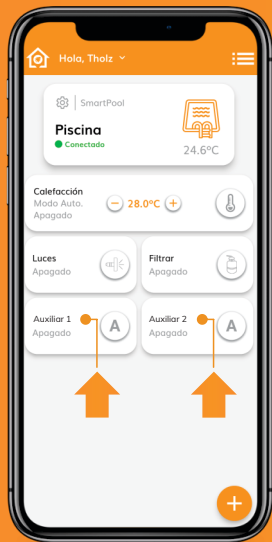 Hola, Tholz
SmartPool
Piscina
Conectado
24.6ºC
Calefacción
Modo Auto.
Apagado
28.0ºC
Luces
Apagado
Filtrar
Apagado
Auxiliar 1
Apagado
A
Auxiliar 2
Apagado
A